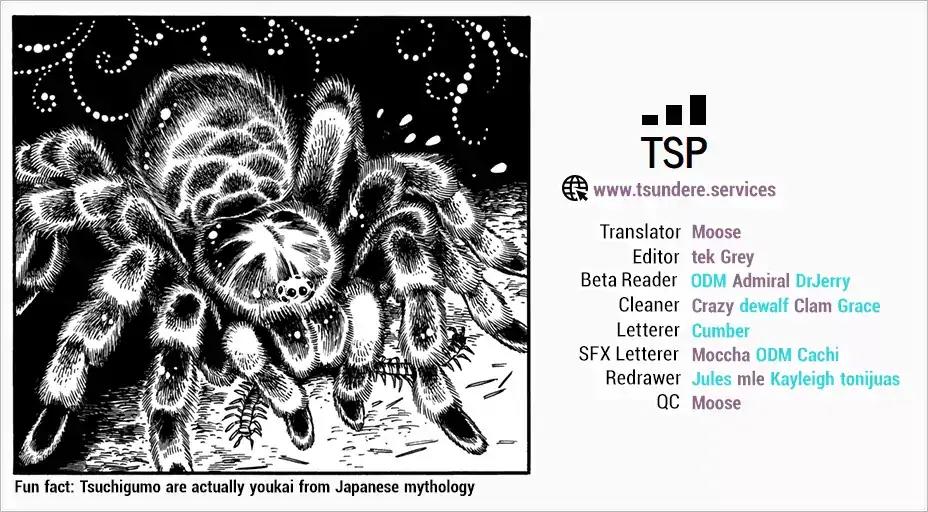 TSP
www.tsundere.services
Translator Moose
Editor tek Grey
Beta Reader ODM Admiral DrJerry
Cleaner Crazy dewalf Clam Grace
Letterer Cumber
SFX Letterer Moccha ODM Cachi
Redrawer Jules mle Kayleigh tonijuas
QC Moose
Fun fact: Tsuchigumo are actually youkai from Japanese mythology